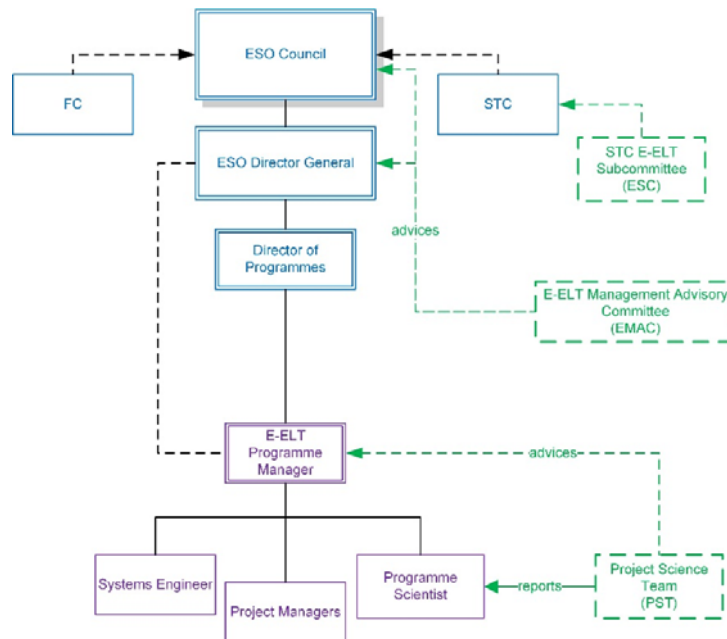 ESO Council
FC
STC
STC E-ELT
Subcommittee
(ESC)
ESO Director General
advices
Director of
Programmes
E-ELT Management Advisory
Committee
(EMAC)
E-ELT
Programme
Manager
advices
Systems Engineer
Project Managers
Programme
Scientist
reports
Project Science
Team
(PST)